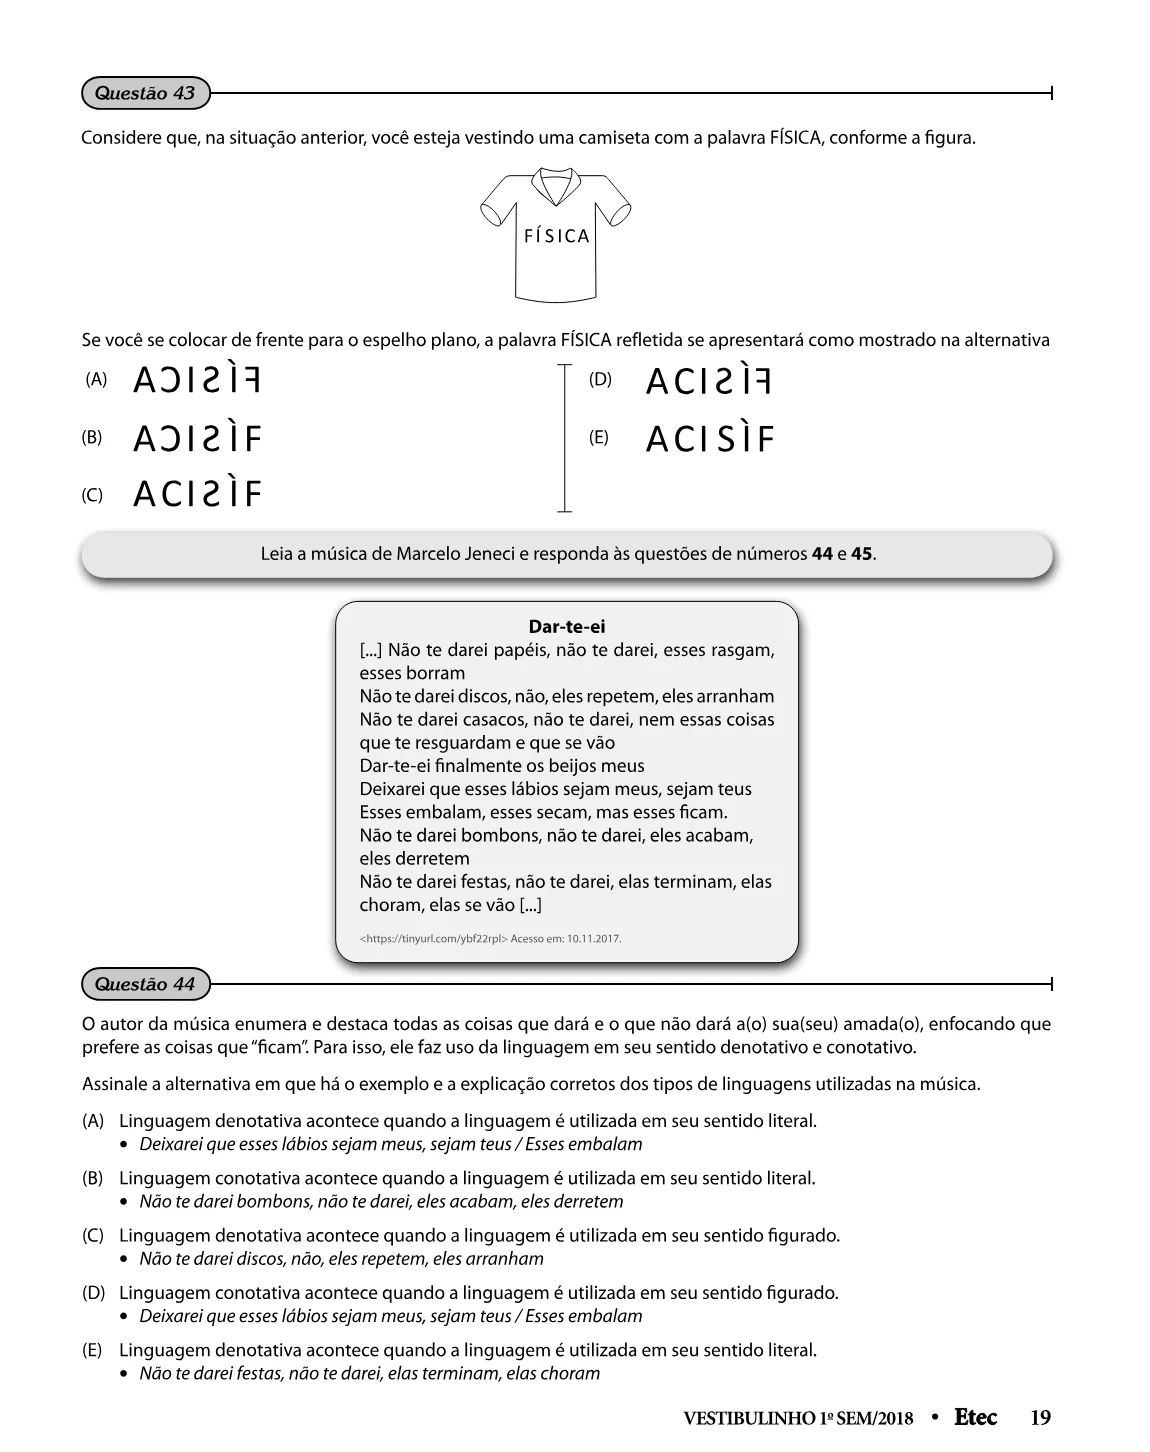 Questão 43
Considere que, na situação anterior, você esteja vestindo uma camiseta com a palavra FÍSICA, conforme a figura.
FÍSICA
Se você se colocar de frente para o espelho plano, a palavra FÍSICA refletida se apresentará como mostrado na alternativa
(A) ACISÌF
(B) ACISÌF
(C) ACISÌF
(D) ACISÌF
(E) ACISÌF
Leia a música de Marcelo Jeneci e responda às questões de números 44 e 45.
Dar-te-ei
[...] Não te darei papéis, não te darei, esses rasgam,
esses borram
Não te darei discos, não, eles repetem, eles arranham
Não te darei casacos, não te darei, nem essas coisas
que te resguardam e que se vão
Dar-te-ei finalmente os beijos meus
Deixarei que esses lábios sejam meus, sejam teus
Esses embalam, esses secam, mas esses ficam.
Não te darei bombons, não te darei, eles acabam,
eles derretem
Não te darei festas, não te darei, elas terminam, elas
choram, elas se vão [...]
<https://tinyurl.com/ybf22rpl> Acesso em: 10.11.2017.
Questão 44
O autor da música enumera e destaca todas as coisas que dará e o que não dará a(o) sua(seu) amada(o), enfocando que
prefere as coisas que “ficam”. Para isso, ele faz uso da linguagem em seu sentido denotativo e conotativo.
Assinale a alternativa em que há o exemplo e a explicação corretos dos tipos de linguagens utilizadas na música.
(A) Linguagem denotativa acontece quando a linguagem é utilizada em seu sentido literal.
• Deixarei que esses lábios sejam meus, sejam teus / Esses embalam
(B) Linguagem conotativa acontece quando a linguagem é utilizada em seu sentido literal.
• Não te darei bombons, não te darei, eles acabam, eles derretem
(C) Linguagem denotativa acontece quando a linguagem é utilizada em seu sentido figurado.
• Não te darei discos, não, eles repetem, eles arranham
(D) Linguagem conotativa acontece quando a linguagem é utilizada em seu sentido figurado.
• Deixarei que esses lábios sejam meus, sejam teus / Esses embalam
(E) Linguagem denotativa acontece quando a linguagem é utilizada em seu sentido literal.
• Não te darei festas, não te darei, elas terminam, elas choram
VESTIBULINHO 1º SEM/2018 • Etec 19